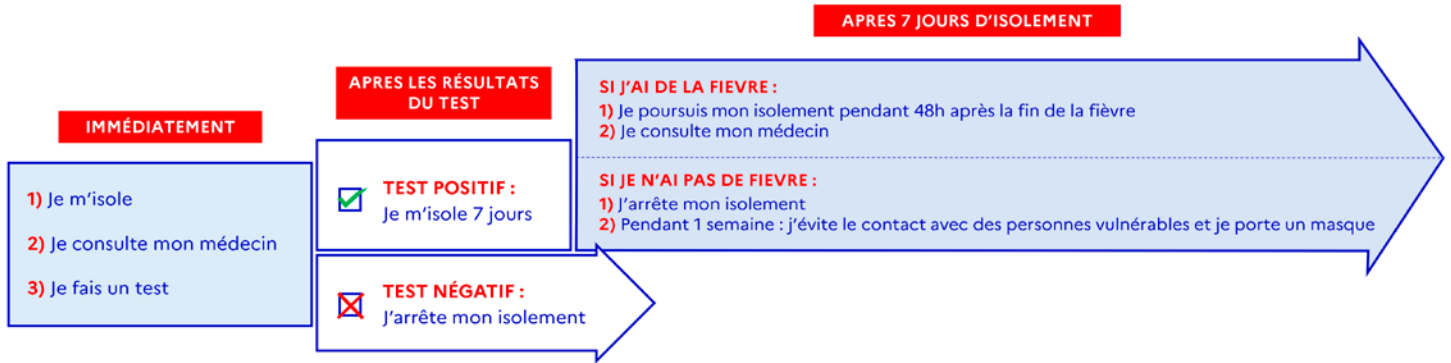 IMMÉDIATEMENT
1) Je m'isole
2) Je consulte mon médecin
3) Je fais un test
APRES LES RÉSULTATS
DU TEST
TEST POSITIF :
Je m'isole 7 jours
TEST NÉGATIF :
J'arrête mon isolement
APRES 7 JOURS D'ISOLEMENT
SI J'AI DE LA FIEVRE :
1) Je poursuis mon isolement pendant 48h après la fin de la fièvre
2) Je consulte mon médecin
SI JE N'AI PAS DE FIEVRE :
1) J'arrête mon isolement
2) Pendant 1 semaine : j'évite le contact avec des personnes vulnérables et je porte un masque